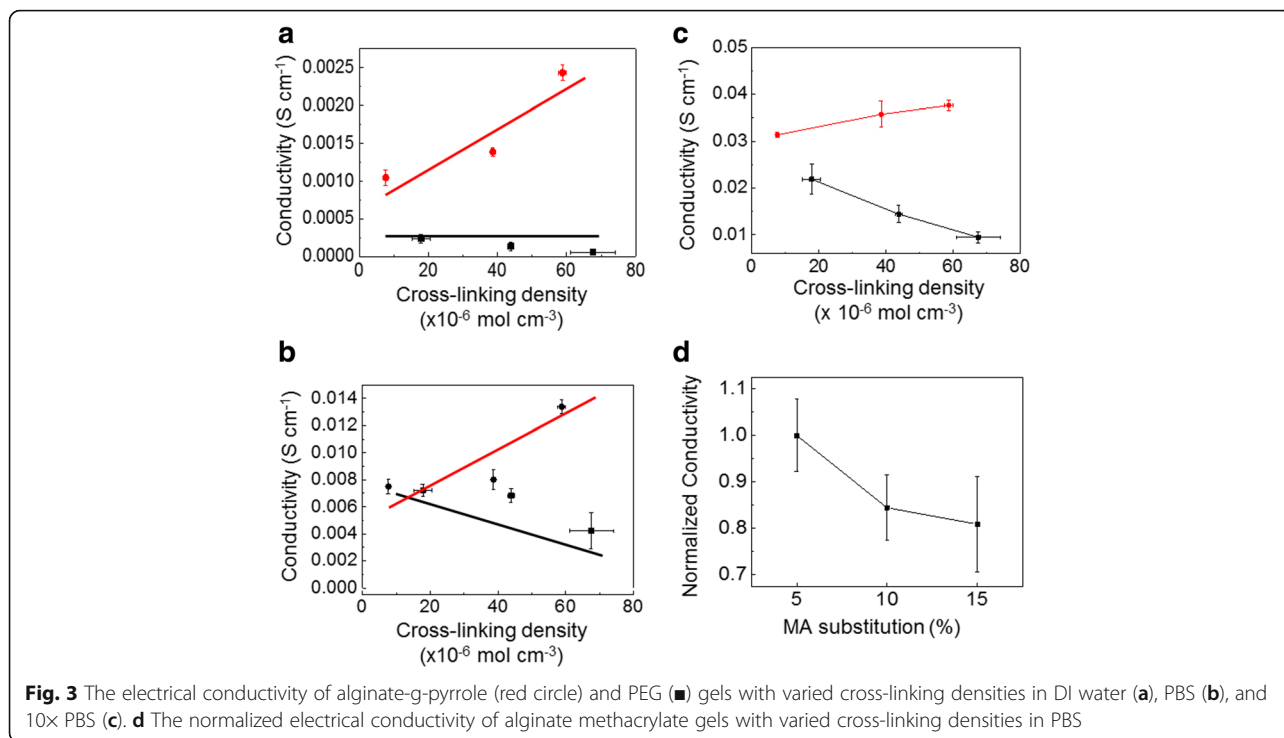 a
0.0025
0.0020
0.0015
0.0010
0.0005
0.0000
Conductivity (S cm⁻¹)
0 20 40 60 80
Cross-linking density
(x10⁻⁶ mol cm⁻³)
c
0.05
0.04
0.03
0.02
0.01
Conductivity (S cm⁻¹)
0 20 40 60 80
Cross-linking density
(x 10⁻⁶ mol cm⁻³)
b
0.014
0.012
0.010
0.008
0.006
0.004
0.002
0.000
Conductivity (S cm⁻¹)
0 20 40 60 80
Cross-linking density
(x10⁻⁶ mol cm⁻³)
d
1.1
1.0
0.9
0.8
0.7
Normalized Conductivity
5 10 15
MA substitution (%)
Fig. 3 The electrical conductivity of alginate-g-pyrrole (red circle) and PEG (■) gels with varied cross-linking densities in DI water (a), PBS (b), and
10× PBS (c). d The normalized electrical conductivity of alginate methacrylate gels with varied cross-linking densities in PBS